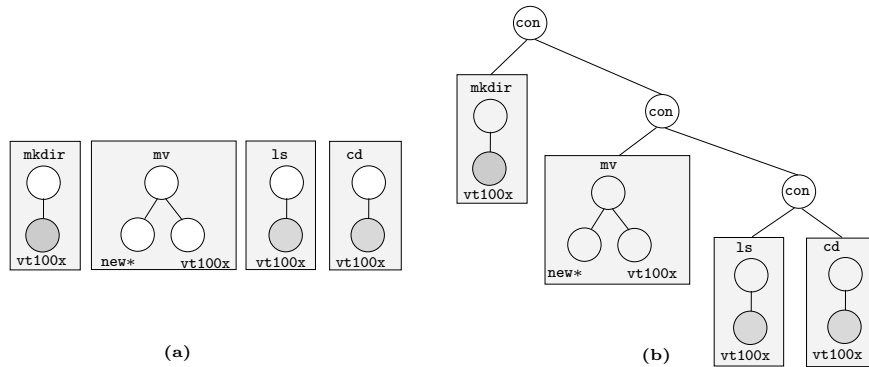 mkdir
vt100x
mv
new*
vt100x
ls
vt100x
cd
vt100x
(a)
con
mkdir
vt100x
con
mv
new*
vt100x
con
ls
vt100x
cd
vt100x
(b)